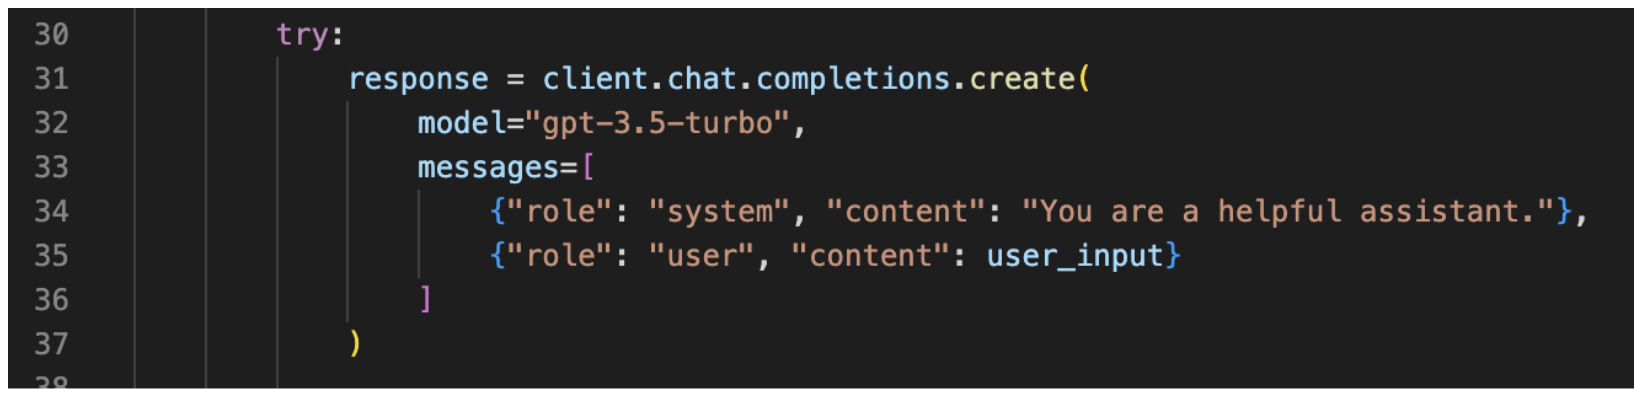 30 try:
31 response = client.chat.completions.create(
32 model="gpt-3.5-turbo",
33 messages=[
34 {"role": "system", "content": "You are a helpful assistant."},
35 {"role": "user", "content": user_input}
36 ]
37 )
38